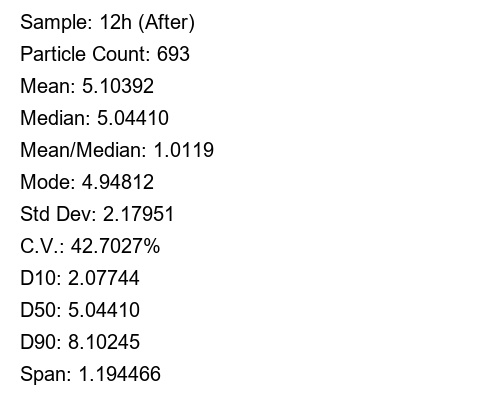 Sample: 12h (After)
Particle Count: 693
Mean: 5.10392
Median: 5.04410
Mean/Median: 1.0119
Mode: 4.94812
Std Dev: 2.17951
C.V.: 42.7027%
D10: 2.07744
D50: 5.04410
D90: 8.10245
Span: 1.194466